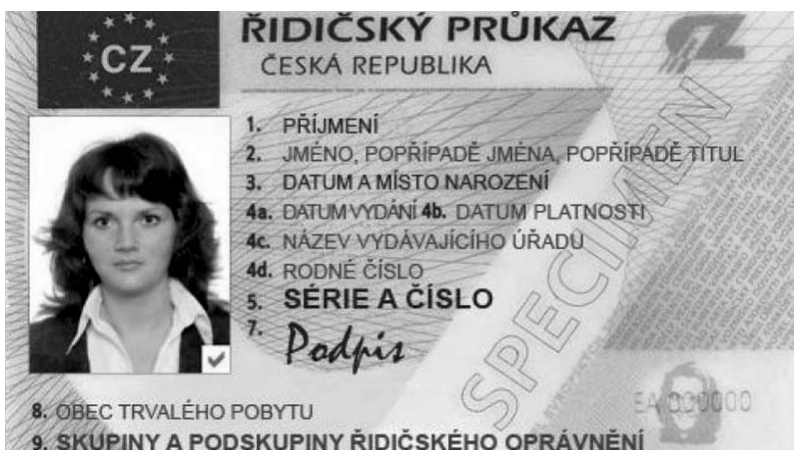 CZ
ŘIDIČSKÝ PRŮKAZ
ČESKÁ REPUBLIKA
1. PŘÍJMENÍ
2. JMÉNO, POPŘÍPADĚ JMÉNA, POPŘÍPADĚ TITUL
3. DATUM A MÍSTO NAROZENÍ
4a. DATUM VYDÁNÍ 4b. DATUM PLATNOSTI
4c. NÁZEV VYDÁVAJÍCÍHO ÚŘADU
4d. RODNÉ ČÍSLO
5. SÉRIE A ČÍSLO
7. Podpis
SPECIMEN
EA 000000
8. OBEC TRVALÉHO POBYTU
9. SKUPINY A PODSKUPINY ŘIDIČSKÉHO OPRÁVNĚNÍ